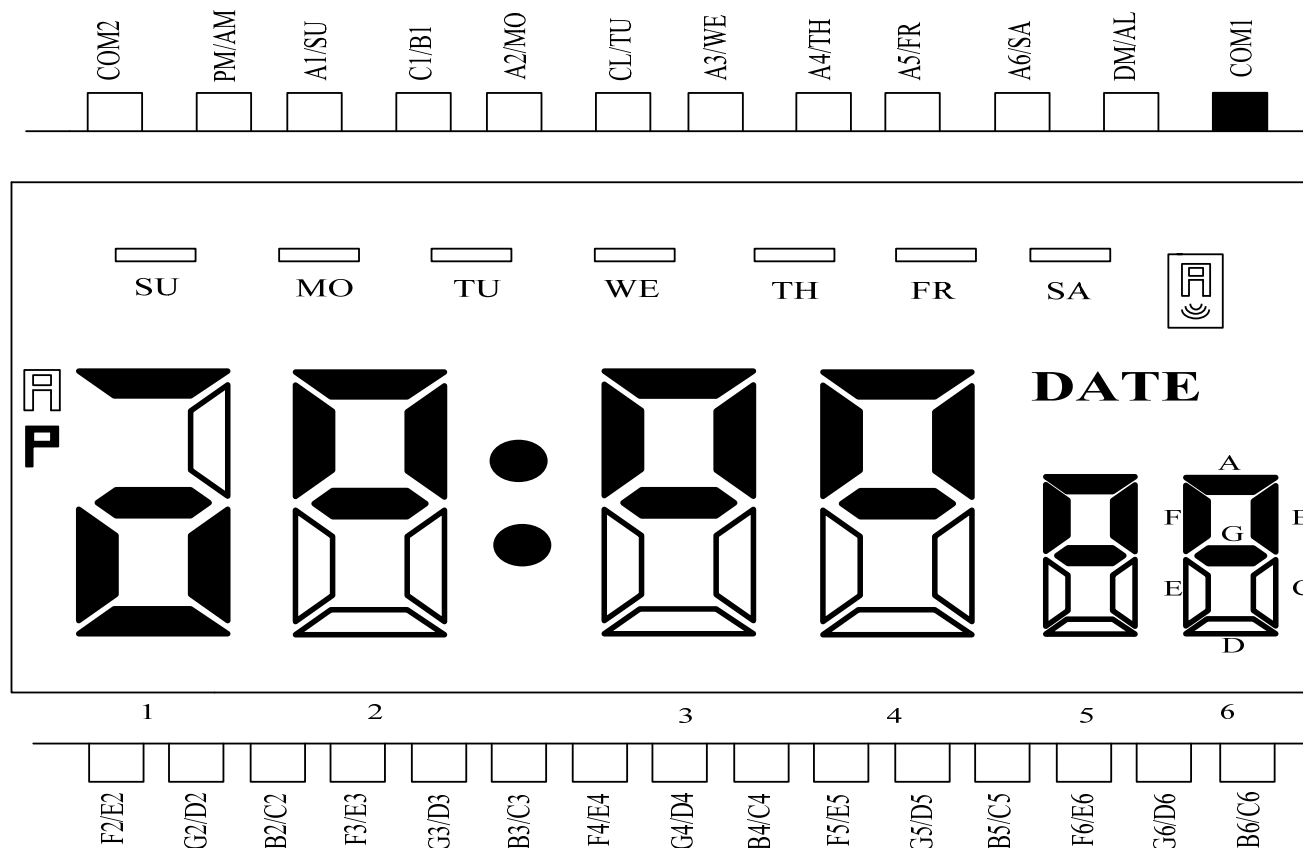 COM2 PM/AM A1/SU C1/B1 A2/MO CL/TU A3/WE A4/TH A5/FR A6/SA DM/AL COM1
SU MO TU WE TH FR SA
A
A
P
DATE
A
F
G
E
D
1 2 3 4 5 6
F2/E2 G2/D2 B2/C2 F3/E3 G3/D3 B3/C3 F4/E4 G4/D4 B4/C4 F5/E5 G5/D5 B5/C5 F6/E6 G6/D6 B6/C6